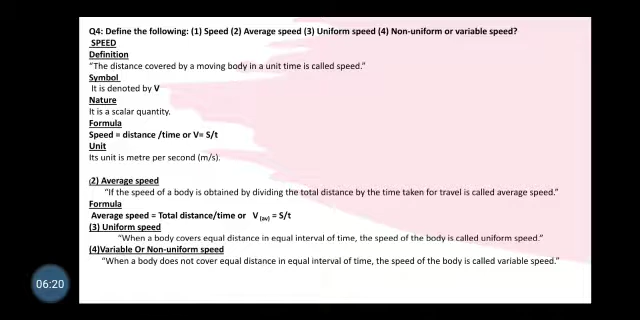 Q4: Define the following: (1) Speed (2) Average speed (3) Uniform speed (4) Non-uniform or variable speed?
SPEED
Definition
"The distance covered by a moving body in a unit time is called speed."
Symbol
It is denoted by V
Nature
It is a scalar quantity.
Formula
Speed = distance /time or V= S/t
Unit
Its unit is metre per second (m/s).
(2) Average speed
"If the speed of a body is obtained by dividing the total distance by the time taken for travel is called average speed."
Formula
Average speed = Total distance/time or V (av) = S/t
(3) Uniform speed
"When a body covers equal distance in equal interval of time, the speed of the body is called uniform speed."
(4)Variable Or Non-uniform speed
"When a body does not cover equal distance in equal interval of time, the speed of the body is called variable speed."
06:20